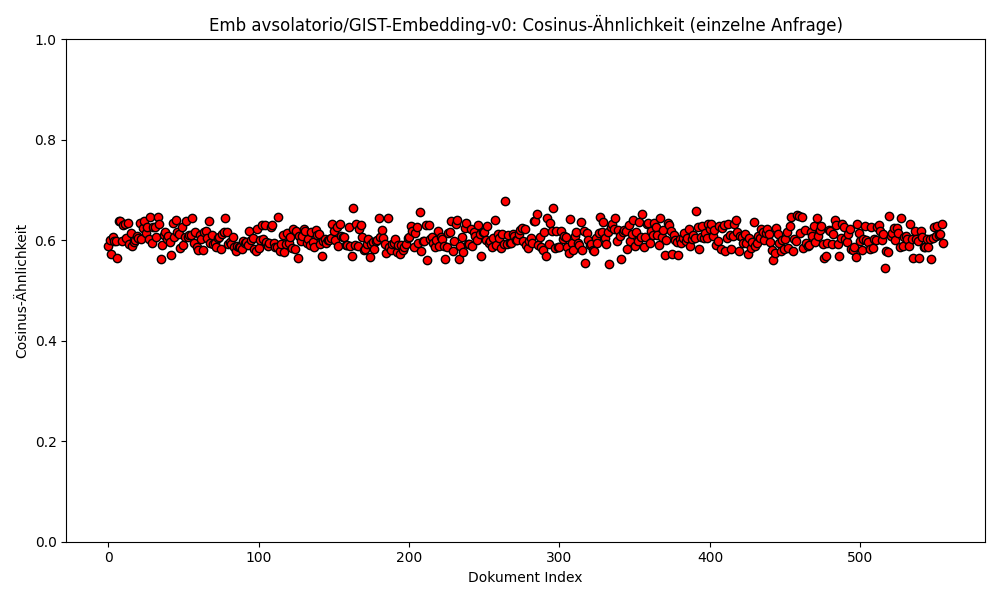 Emb avsolatorio/GIST-Embedding-v0: Cosinus-Ähnlichkeit (einzelne Anfrage)
1.0
0.8
0.6
0.4
0.2
0.0
Cosinus-Ähnlichkeit
0 100 200 300 400 500
Dokument Index